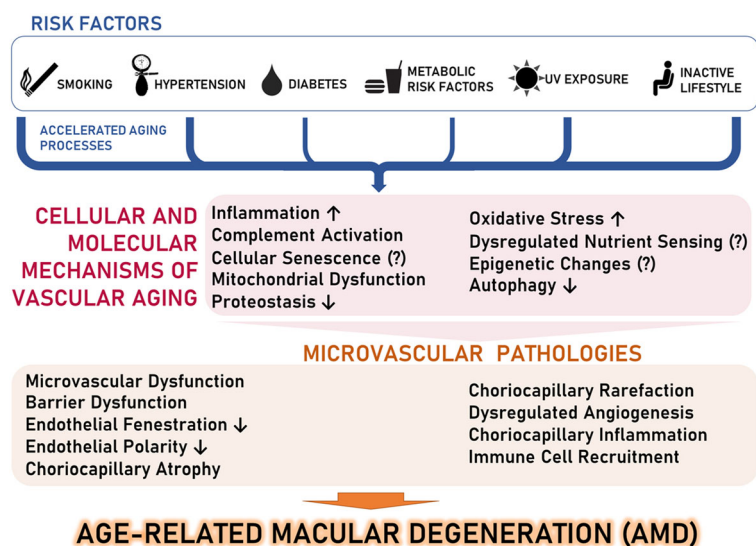 RISK FACTORS
SMOKING
HYPERTENSION
DIABETES
METABOLIC
RISK FACTORS
UV EXPOSURE
INACTIVE
LIFESTYLE
ACCELERATED AGING
PROCESSES
CELLULAR AND
MOLECULAR
MECHANISMS OF
VASCULAR AGING
Inflammation ↑
Complement Activation
Cellular Senescence (?)
Mitochondrial Dysfunction
Proteostasis ↓
Oxidative Stress ↑
Dysregulated Nutrient Sensing (?)
Epigenetic Changes (?)
Autophagy ↓
MICROVASCULAR PATHOLOGIES
Microvascular Dysfunction
Barrier Dysfunction
Endothelial Fenestration ↓
Endothelial Polarity ↓
Choriocapillary Atrophy
Choriocapillary Rarefaction
Dysregulated Angiogenesis
Choriocapillary Inflammation
Immune Cell Recruitment
AGE-RELATED MACULAR DEGENERATION (AMD)